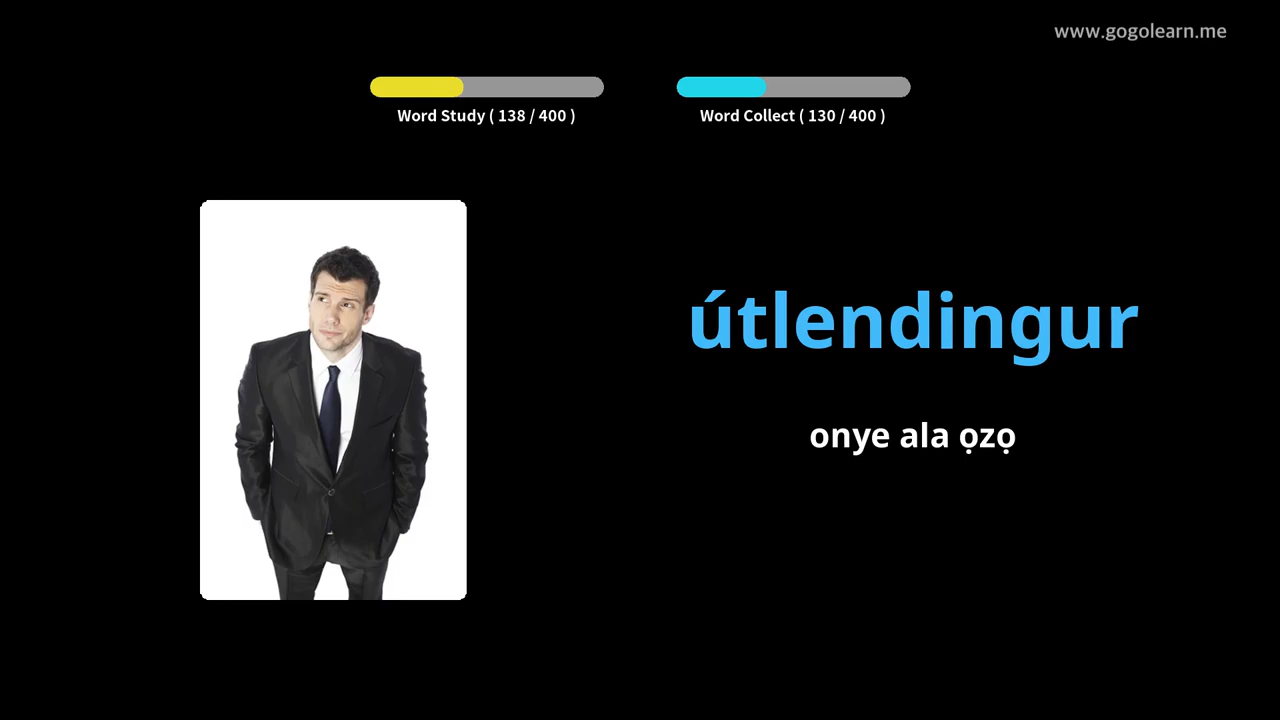 www.gogolearn.me
Word Study ( 138 / 400 )
Word Collect ( 130 / 400 )
útlendingur
onye ala ọzọ